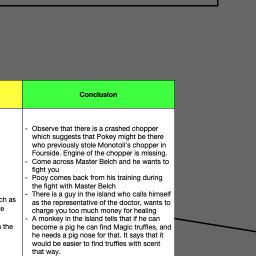 Conclusion
- Observe that there is a crashed chopper
which suggests that Pokey might be there
who previously stole Monotoli's chopper in
Fourside. Engine of the chopper is missing.
- Come across Master Belch and he wants to
fight you
- Pooy comes back from his training during
the fight with Master Belch
- There is a guy in the island who calls himself
as the representative of the doctor, wants to
ch as
charge you too much money for healing
e
- A monkey in the island tells that if he can
become a pig he can find Magic truffles, and
the
he needs a pig nose for that. It says that it
would be easier to find truffles with scent
that way.